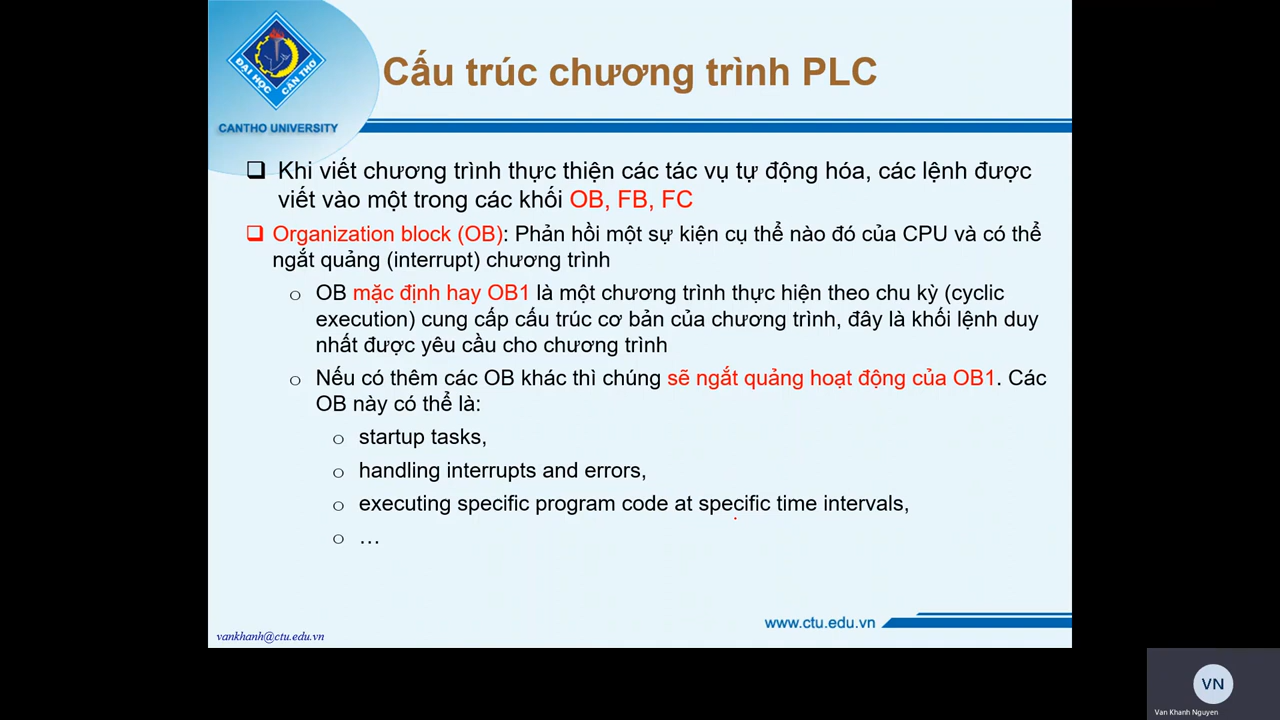 ĐẠI HỌC CẦN THƠ
CANTHO UNIVERSITY
Cấu trúc chương trình PLC
Khi viết chương trình thực thiện các tác vụ tự động hóa, các lệnh được
viết vào một trong các khối OB, FB, FC
Organization block (OB): Phản hồi một sự kiện cụ thể nào đó của CPU và có thể
ngắt quảng (interrupt) chương trình
OB mặc định hay OB1 là một chương trình thực hiện theo chu kỳ (cyclic
execution) cung cấp cấu trúc cơ bản của chương trình, đây là khối lệnh duy
nhất được yêu cầu cho chương trình
Nếu có thêm các OB khác thì chúng sẽ ngắt quảng hoạt động của OB1. Các
OB này có thể là:
startup tasks,
handling interrupts and errors,
executing specific program code at specific time intervals,
…
www.ctu.edu.vn
vankhanh@ctu.edu.vn
VN
Van Khanh Nguyen